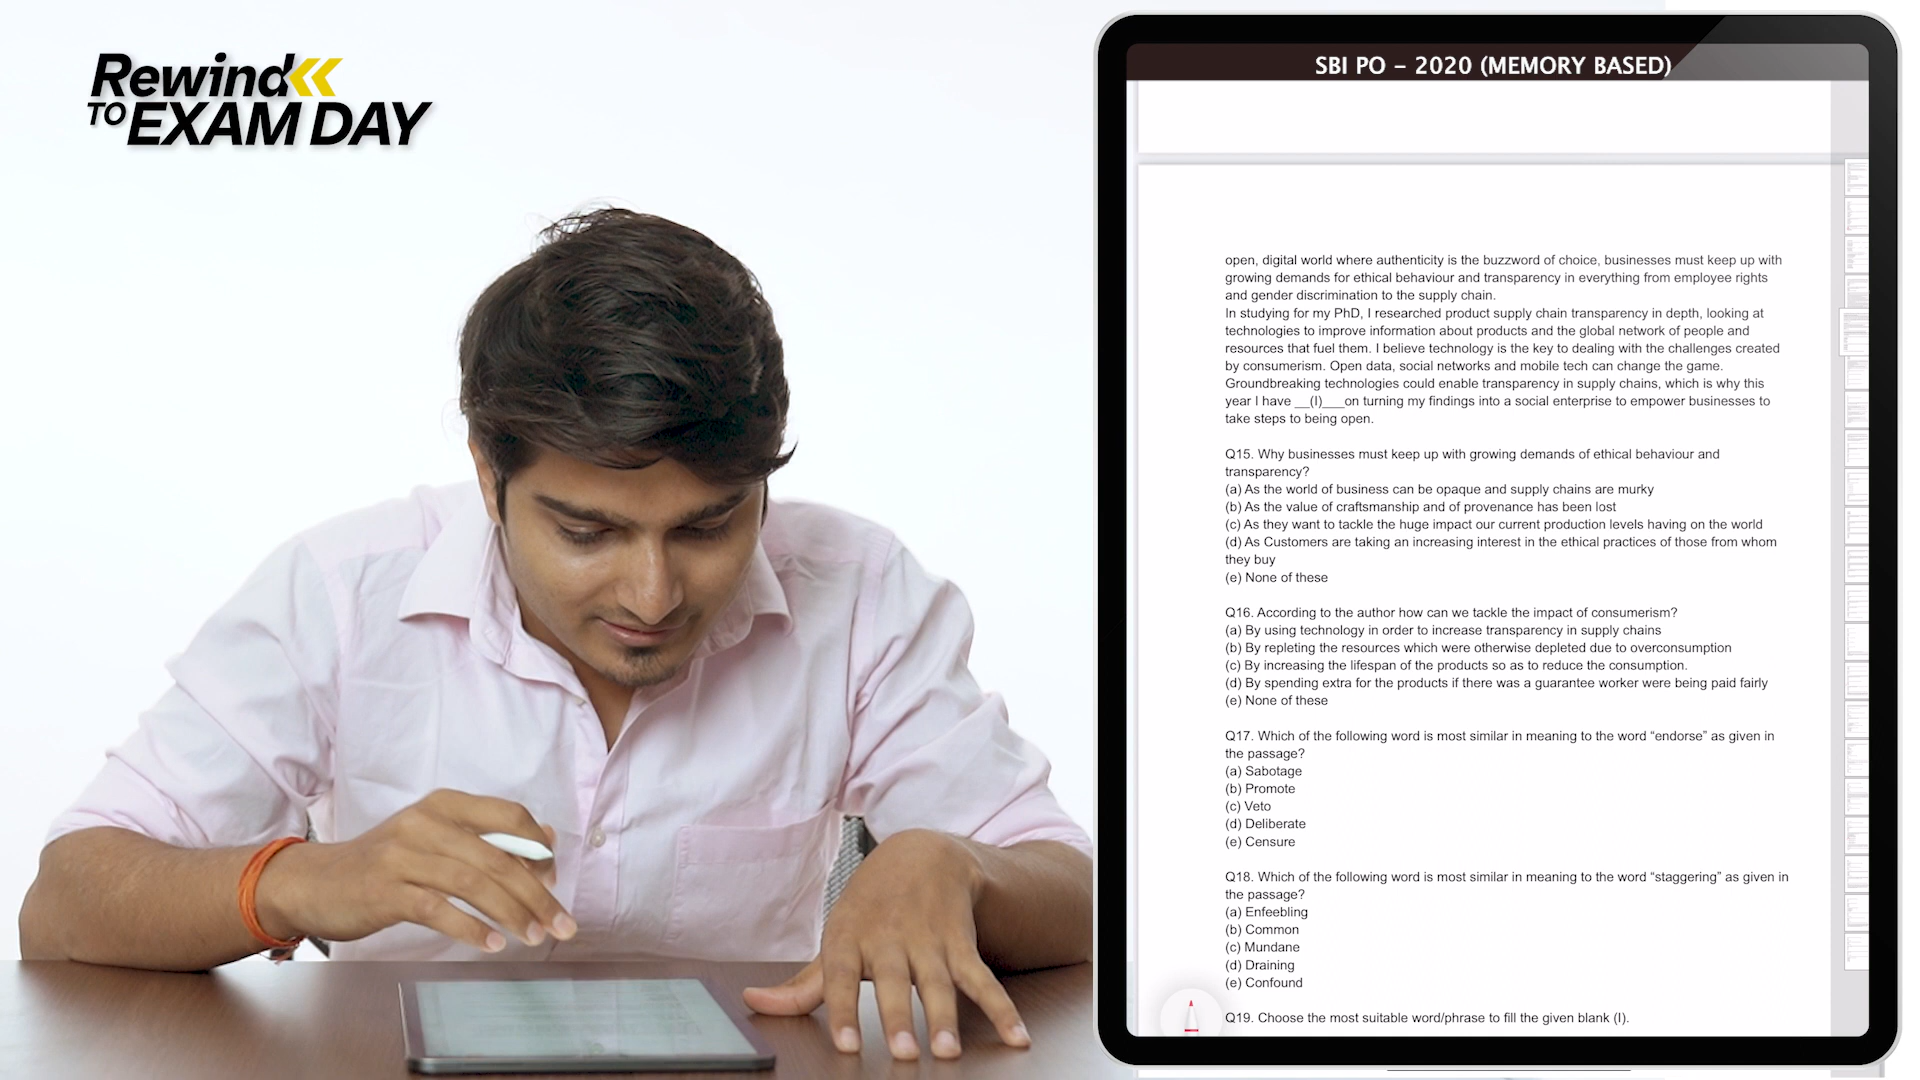 Rewind
TO EXAM DAY
SBI PO – 2020 (MEMORY BASED)
open, digital world where authenticity is the buzzword of choice, businesses must keep up with
growing demands for ethical behaviour and transparency in everything from employee rights
and gender discrimination to the supply chain.
In studying for my PhD, I researched product supply chain transparency in depth, looking at
technologies to improve information about products and the global network of people and
resources that fuel them. I believe technology is the key to dealing with the challenges created
by consumerism. Open data, social networks and mobile tech can change the game.
Groundbreaking technologies could enable transparency in supply chains, which is why this
year I have __(I)___on turning my findings into a social enterprise to empower businesses to
take steps to being open.
Q15. Why businesses must keep up with growing demands of ethical behaviour and
transparency?
(a) As the world of business can be opaque and supply chains are murky
(b) As the value of craftsmanship and of provenance has been lost
(c) As they want to tackle the huge impact our current production levels having on the world
(d) As Customers are taking an increasing interest in the ethical practices of those from whom
they buy
(e) None of these
Q16. According to the author how can we tackle the impact of consumerism?
(a) By using technology in order to increase transparency in supply chains
(b) By repleting the resources which were otherwise depleted due to overconsumption
(c) By increasing the lifespan of the products so as to reduce the consumption.
(d) By spending extra for the products if there was a guarantee worker were being paid fairly
(e) None of these
Q17. Which of the following word is most similar in meaning to the word “endorse” as given in
the passage?
(a) Sabotage
(b) Promote
(c) Veto
(d) Deliberate
(e) Censure
Q18. Which of the following word is most similar in meaning to the word “staggering” as given in
the passage?
(a) Enfeebling
(b) Common
(c) Mundane
(d) Draining
(e) Confound
Q19. Choose the most suitable word/phrase to fill the given blank (I).